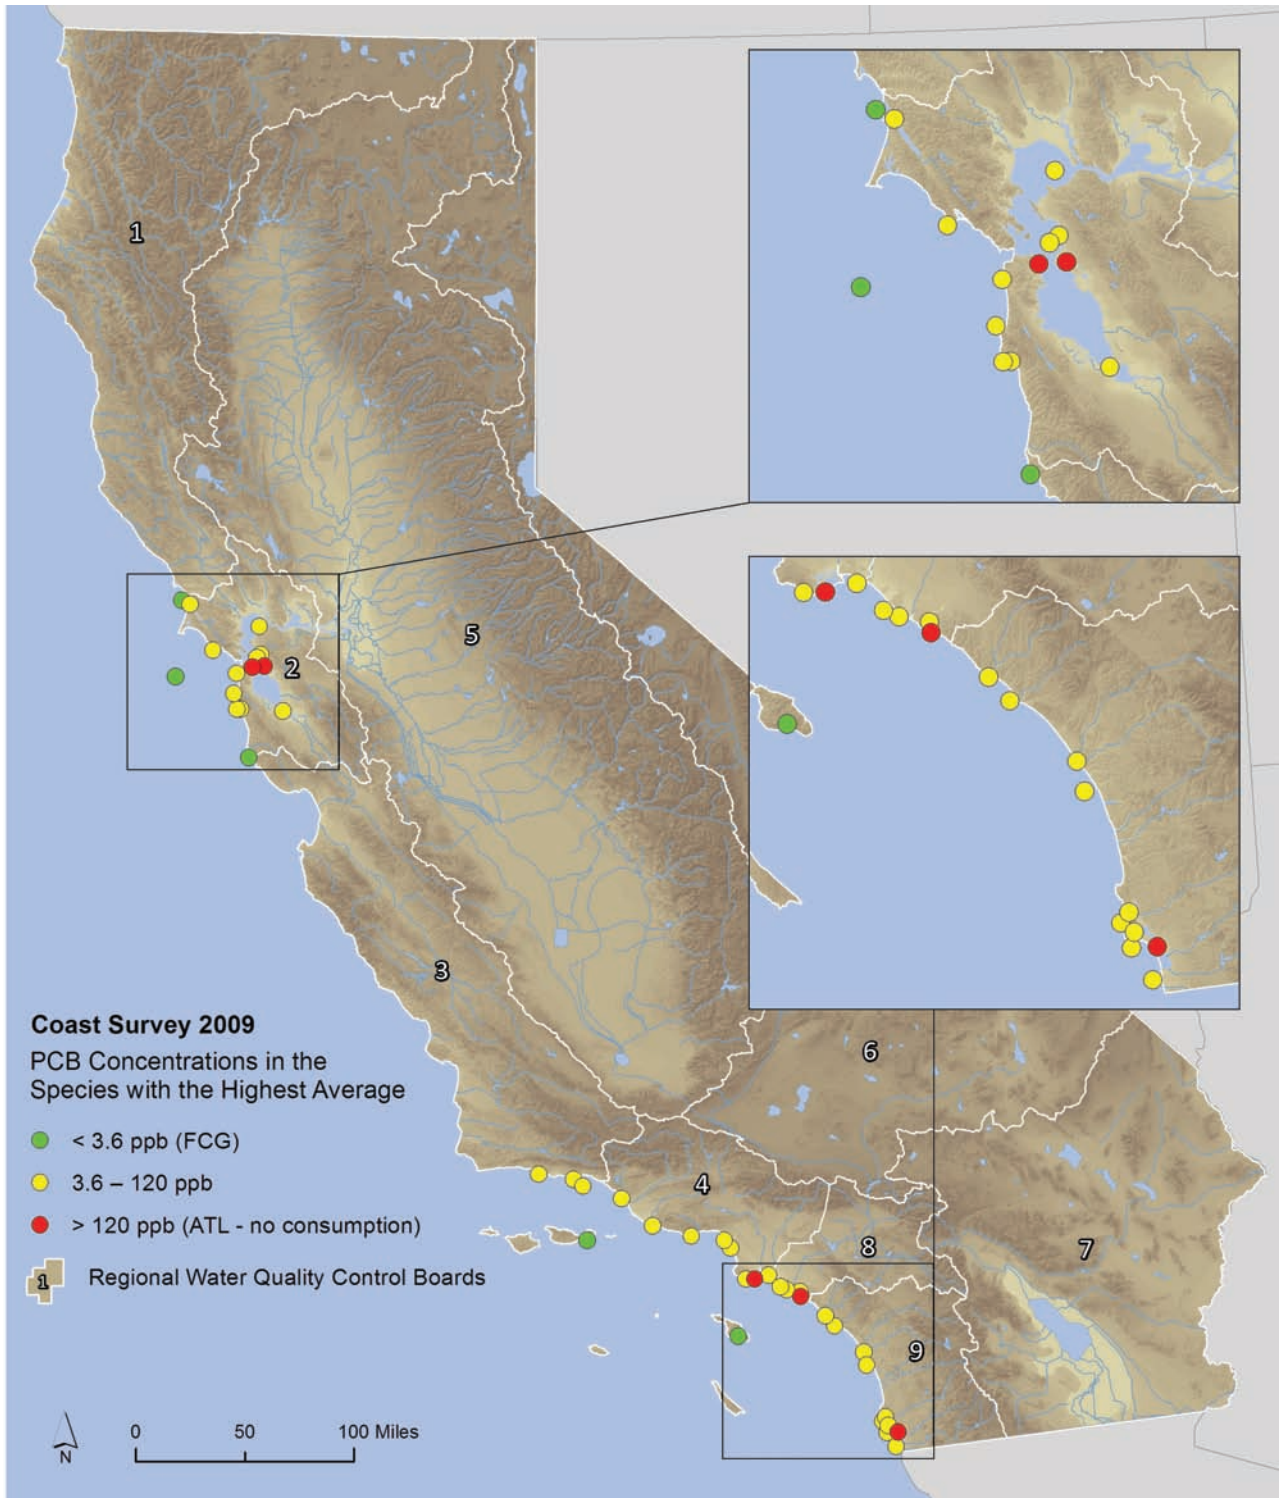 1
2
5
3
Coast Survey 2009
PCB Concentrations in the
Species with the Highest Average
< 3.6 ppb (FCG)
3.6 – 120 ppb
> 120 ppb (ATL - no consumption)
1 Regional Water Quality Control Boards
6
4
8
7
9
N
0 50 100 Miles